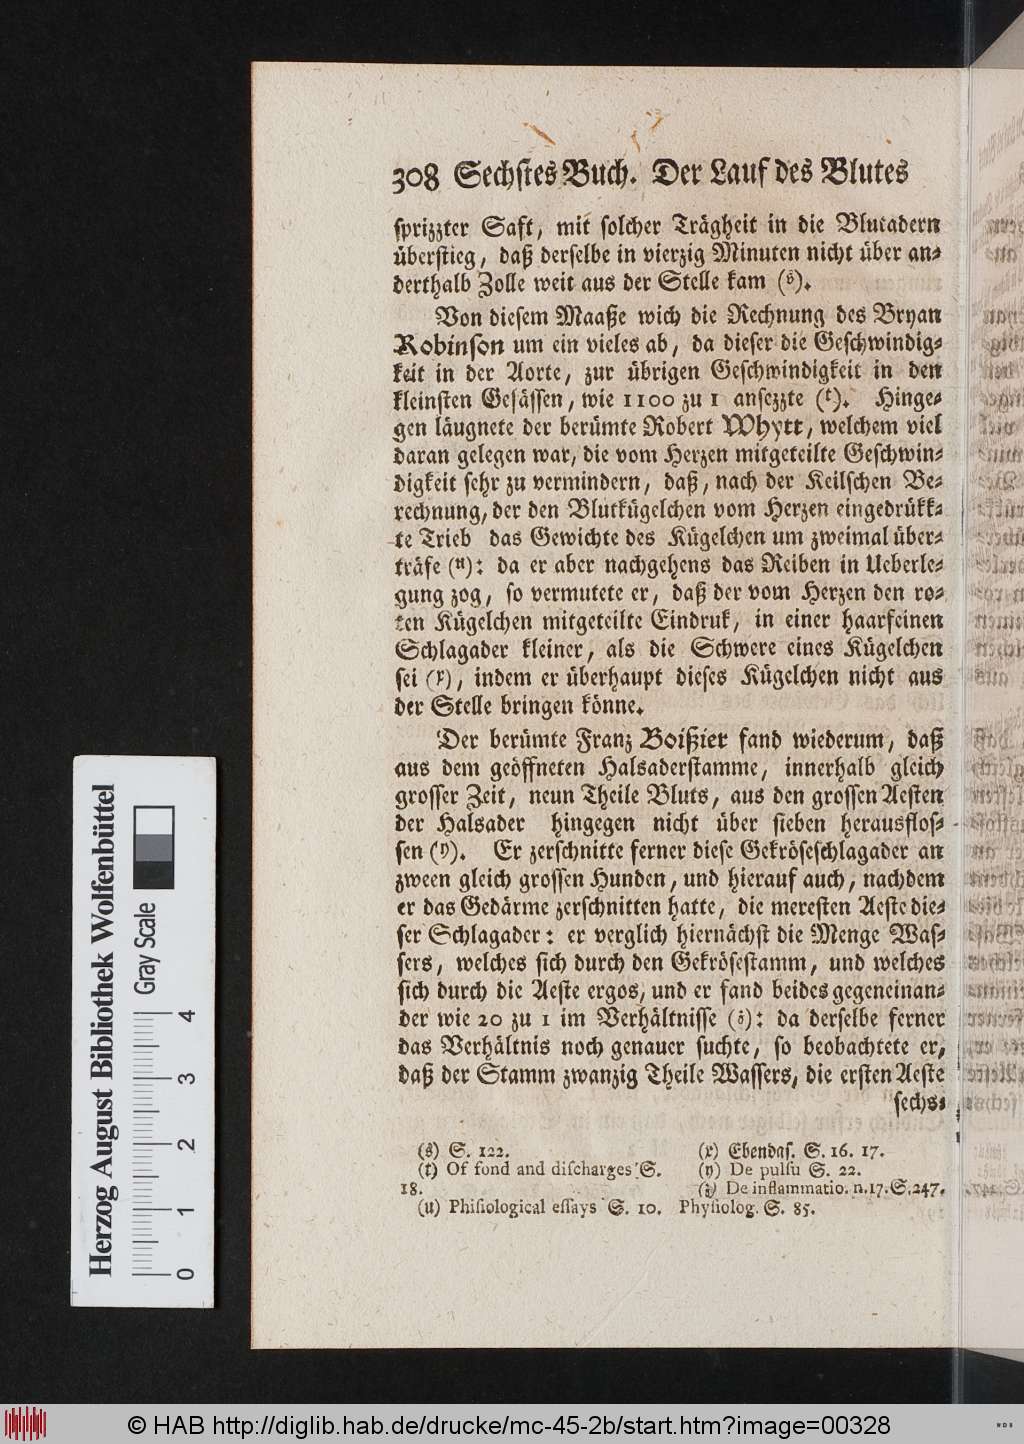 308 Sechstes Buch. Der Lauf des Blutes
sprizzter Saft, mit solcher Trägheit in die Blutadern
überstieg, daß derselbe in vierzig Minuten nicht über an-
derthalb Zolle weit aus der Stelle kam (s).
Von diesem Maaße wich die Rechnung des Bryan
Robinson um ein vieles ab, da dieser die Geschwindig-
keit in der Aorte, zur übrigen Geschwindigkeit in den
kleinsten Gefässen, wie 1100 zu 1 ansezzte (t). Hinge-
gen läugnete der berümte Robert Whytt, welchem viel
daran gelegen war, die vom Herzen mitgeteilte Geschwin-
digkeit sehr zu vermindern, daß, nach der Keilschen Be-
rechnung, der den Blutkügelchen vom Herzen eingedrükk-
te Trieb das Gewichte des Kügelchen um zweimal über-
träfe (u): da er aber nachgehens das Reiben in Ueberle-
gung zog, so vermutete er, daß der vom Herzen den ro-
ten Kügelchen mitgeteilte Eindruk, in einer haarfeinen
Schlagader kleiner, als die Schwere eines Kügelchen
sei (x), indem er überhaupt dieses Kügelchen nicht aus
der Stelle bringen könne.
Der berümte Franz Boißier fand wiederum, daß
aus dem geöffneten Halsaderstamme, innerhalb gleich
grosser Zeit, neun Theile Bluts, aus den grossen Aesten
der Halsader hingegen nicht über sieben herausflos-
sen (y). Er zerschnitte ferner diese Gekröseschlagader an
zween gleich grossen Hunden, und hierauf auch, nachdem
er das Gedärme zerschnitten hatte, die meresten Aeste die-
ser Schlagader: er verglich hiernächst die Menge Was-
sers, welches sich durch den Gekrösestamm, und welches
sich durch die Aeste ergos, und er fand beides gegeneinan-
der wie 20 zu 1 im Verhältnisse (z): da derselbe ferner
das Verhältnis noch genauer suchte, so beobachtete er,
daß der Stamm zwanzig Theile Wassers, die ersten Aeste
sechs-
(s) S. 122.
(t) Of fond and discharges S.
18.
(u) Phisiological essays S. 10.
(x) Ebendas. S. 16. 17.
(y) De pulsu S. 22.
(z) De inflammatio. n. 17. S. 247.
Physiolog. S. 85.
Herzog August Bibliothek Wolfenbüttel
Gray Scale
0 1 2 3 4
© HAB http://diglib.hab.de/drucke/mc-45-2b/start.htm?image=00328